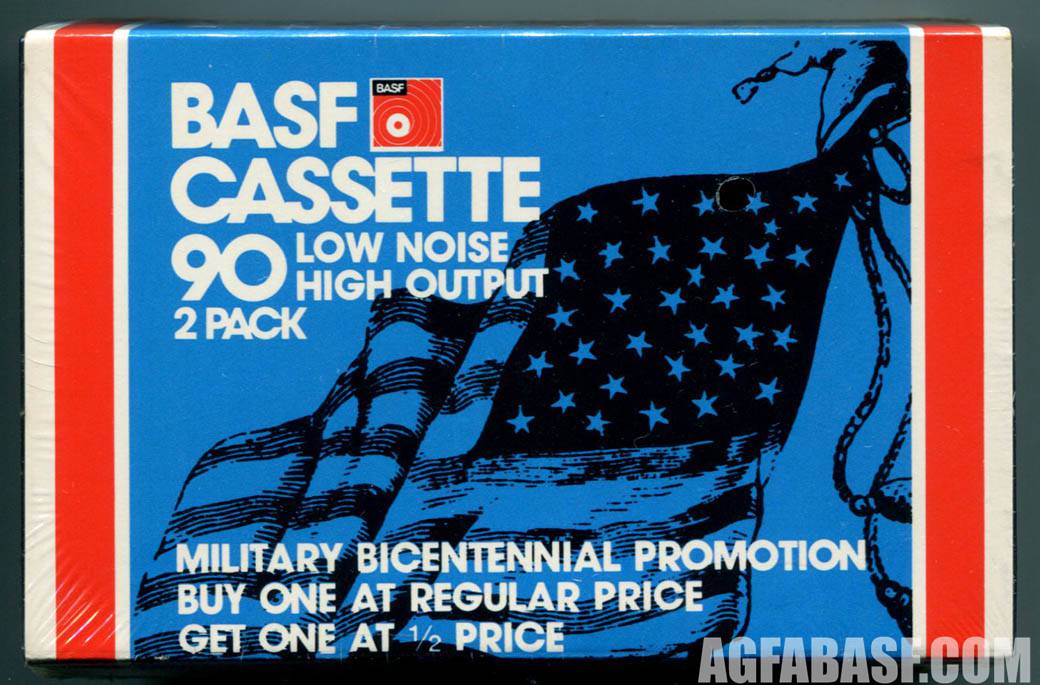 BASF
BASF
CASSETTE
90 LOW NOISE
HIGH OUTPUT
2 PACK
MILITARY BICENTENNIAL PROMOTION
BUY ONE AT REGULAR PRICE
GET ONE AT 1/2 PRICE
AGFABASF.COM